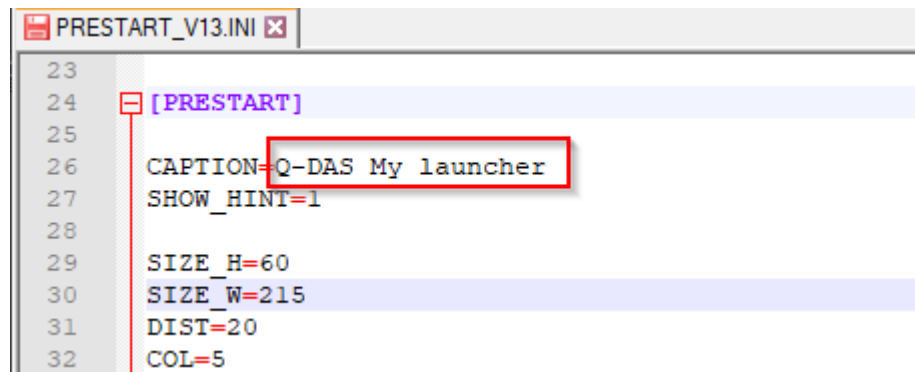 PRESTART_V13.INI
23
24 [PRESTART]
25
26 CAPTION=Q-DAS My launcher
27 SHOW_HINT=1
28
29 SIZE_H=60
30 SIZE_W=215
31 DIST=20
32 COL=5